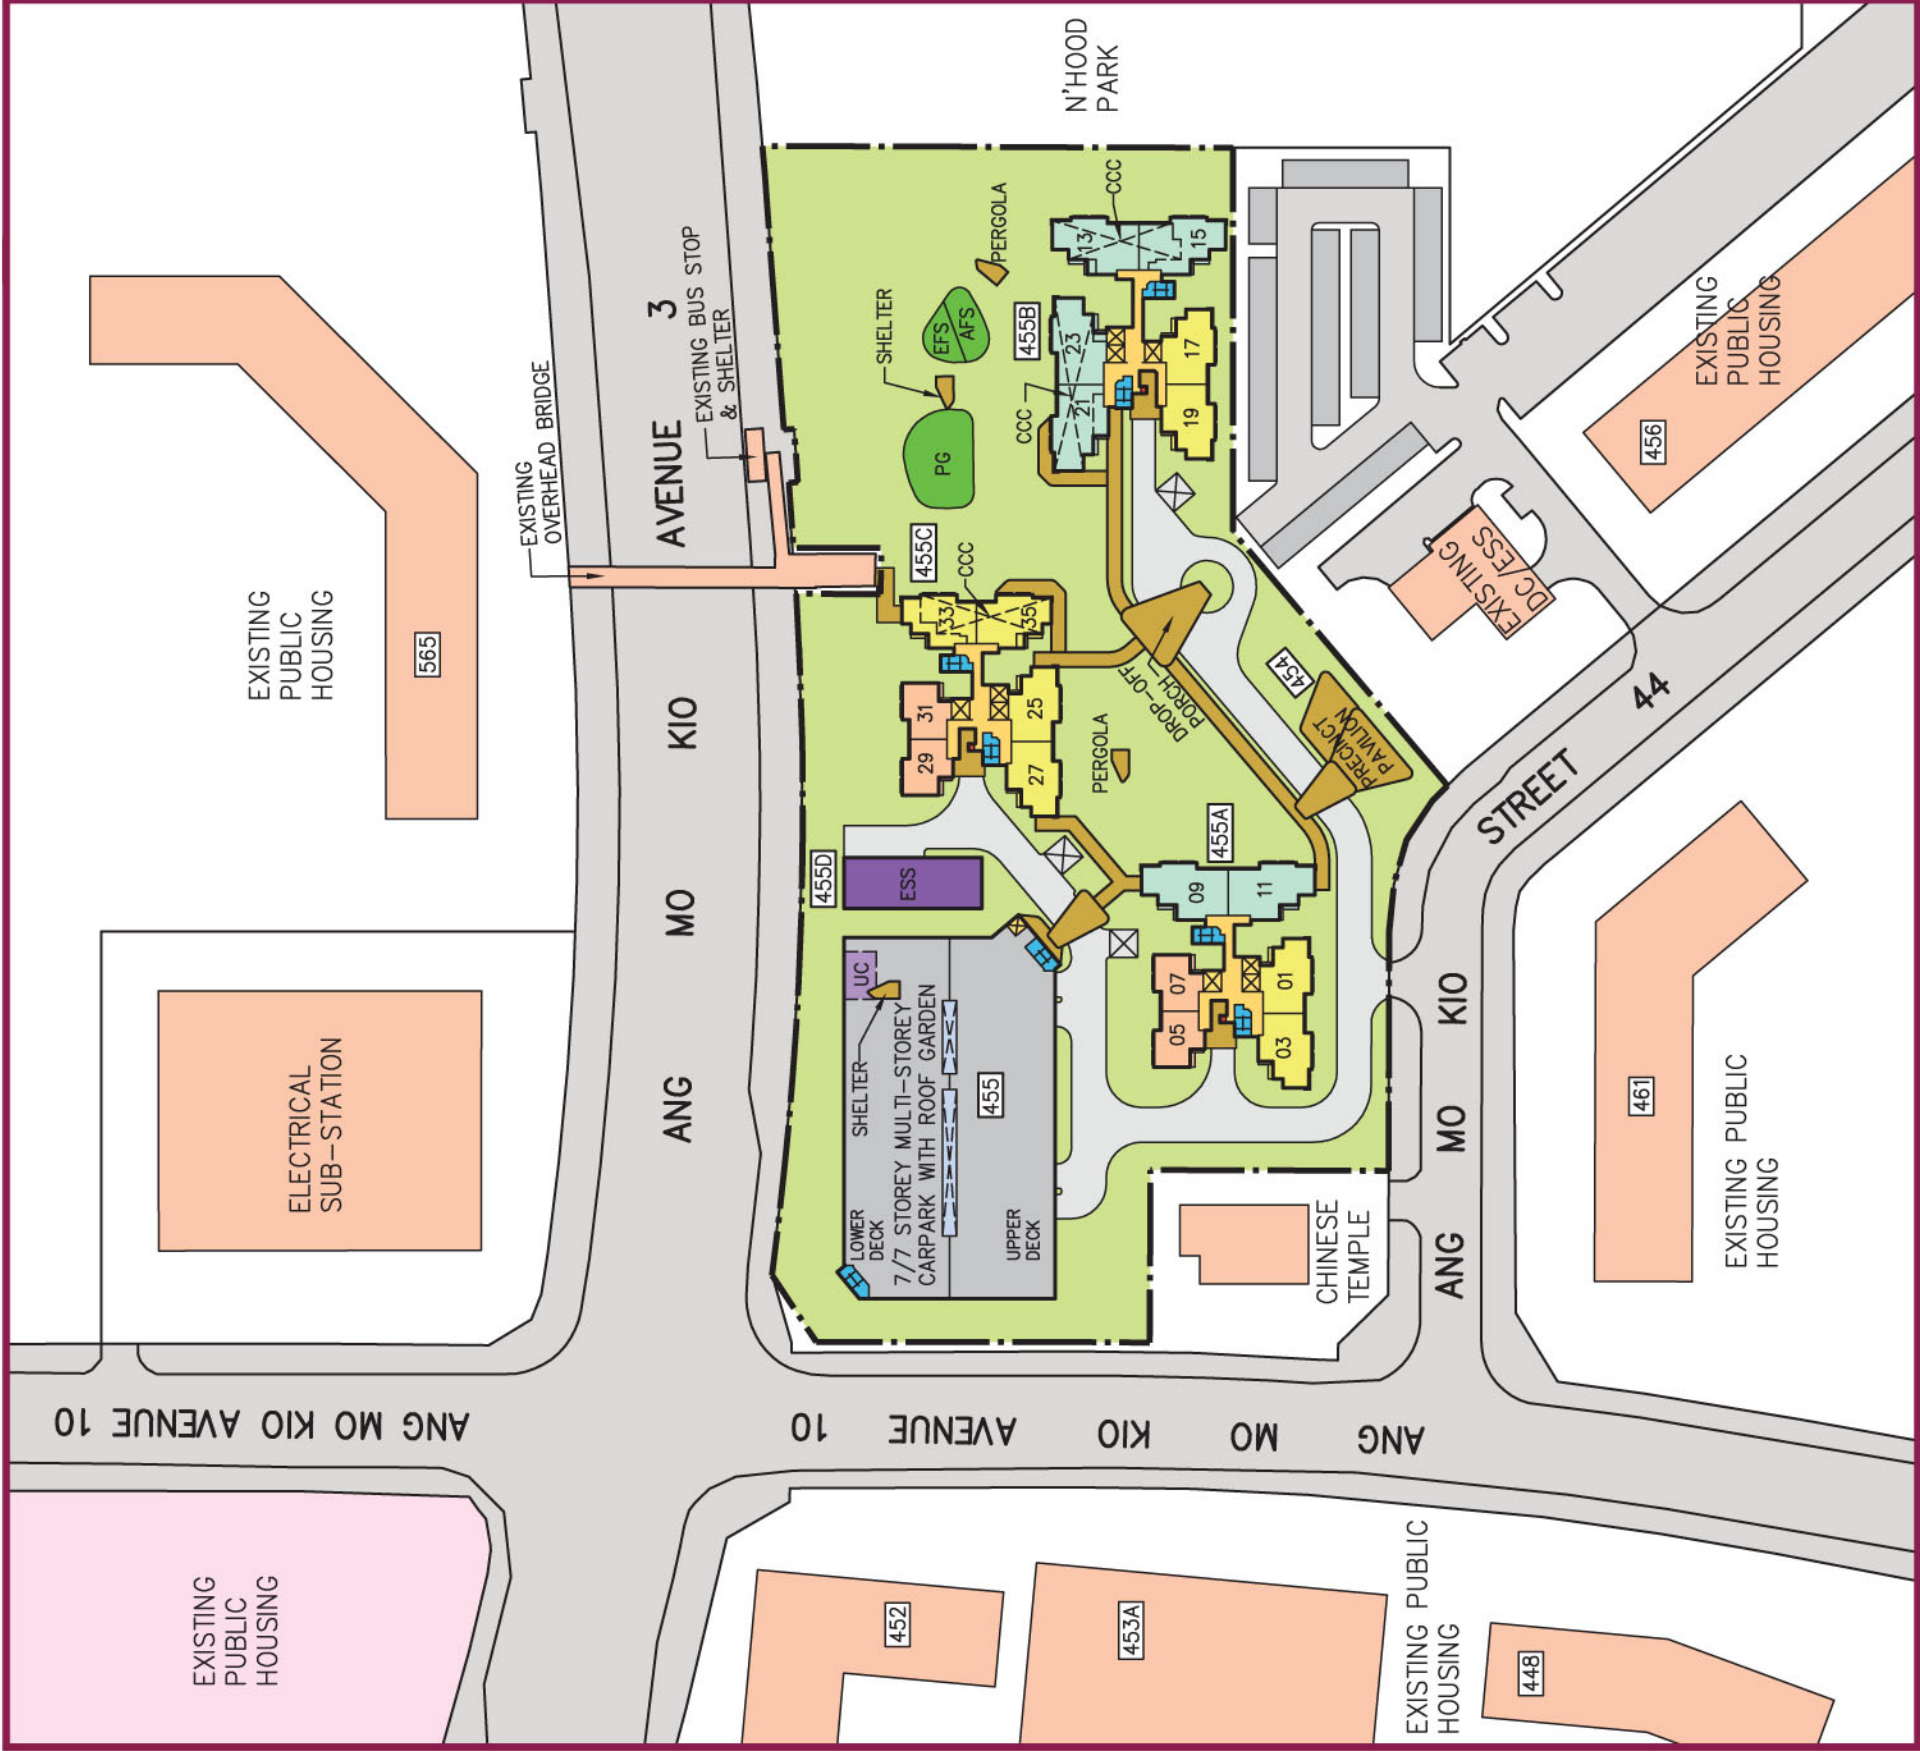 N'HOOD
PARK
EXISTING
PUBLIC
HOUSING
565
EXISTING
OVERHEAD BRIDGE
ANG MO KIO AVENUE 3
EXISTING BUS STOP
& SHELTER
ELECTRICAL
SUB-STATION
SHELTER
PERGOLA
EFS
AFS
PG
455B
CCC
13
15
23
21
17
19
CCC
455C
CCC
33
35
31
29
25
27
PERGOLA
DROP-OFF
PORCH
454
PRECINCT
PAVILION
455D
ESS
455A
09
11
07
05
01
03
UC
SHELTER
7/7 STOREY MULTI-STOREY
CARPARK WITH ROOF GARDEN
455
LOWER
DECK
UPPER
DECK
CHINESE
TEMPLE
EXISTING
DC/ESS
EXISTING
PUBLIC
HOUSING
456
ANG MO KIO STREET 44
461
EXISTING PUBLIC
HOUSING
ANG MO KIO AVENUE 10
ANG MO KIO AVENUE 10
EXISTING
PUBLIC
HOUSING
452
453A
EXISTING PUBLIC
HOUSING
448